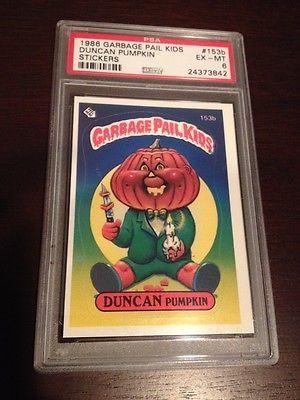 PSA
1986 GARBAGE PAIL KIDS #153b
DUNCAN PUMPKIN EX - MT
STICKERS 6
24373842
153b
GARBAGE PAIL KIDS
DUNCAN PUMPKIN